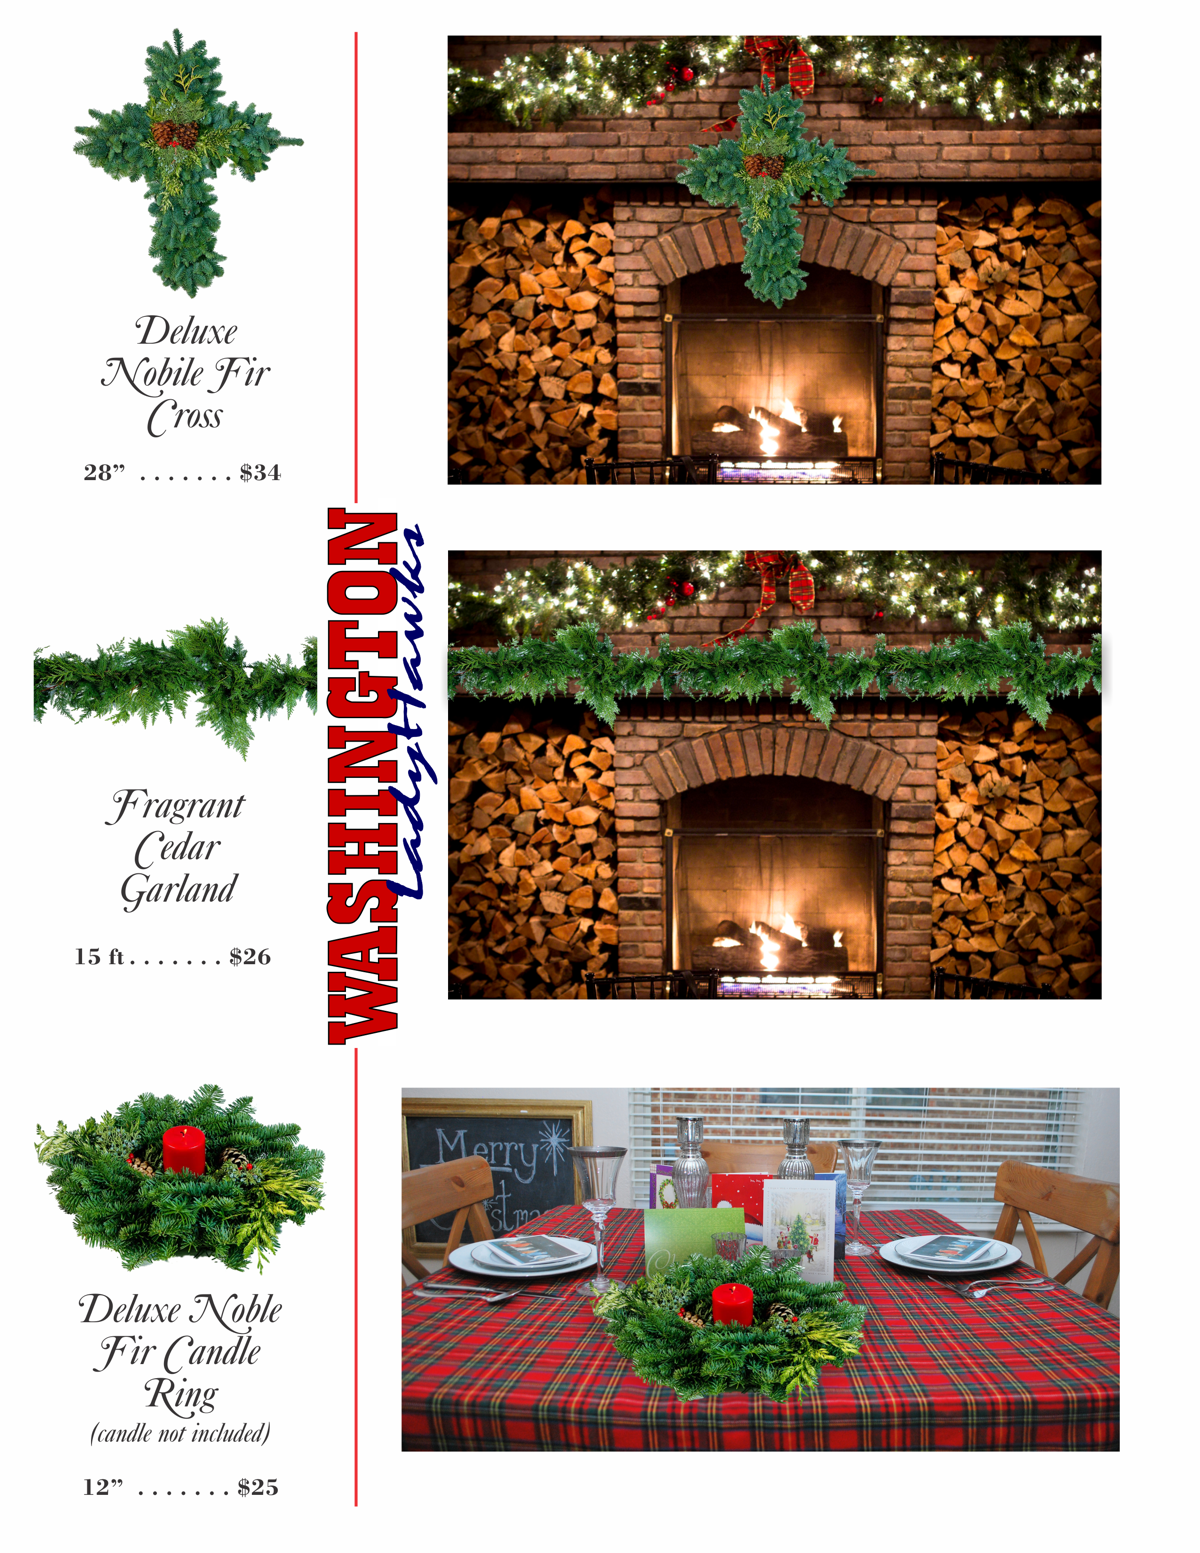 Deluxe
Nobile Fir
Cross
28” . . . . . . . $34
WASHINGTON
LadyHawks
Fragrant
Cedar
Garland
15 ft . . . . . . . $26
Deluxe Noble
Fir Candle
Ring
(candle not included)
12” . . . . . . . $25
Merry